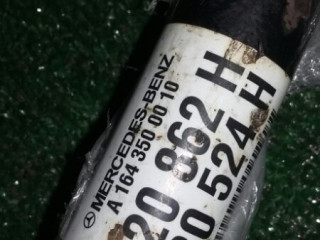 MERCEDES-BENZ
A 164 350 00 10
20 862 H
0 524 H